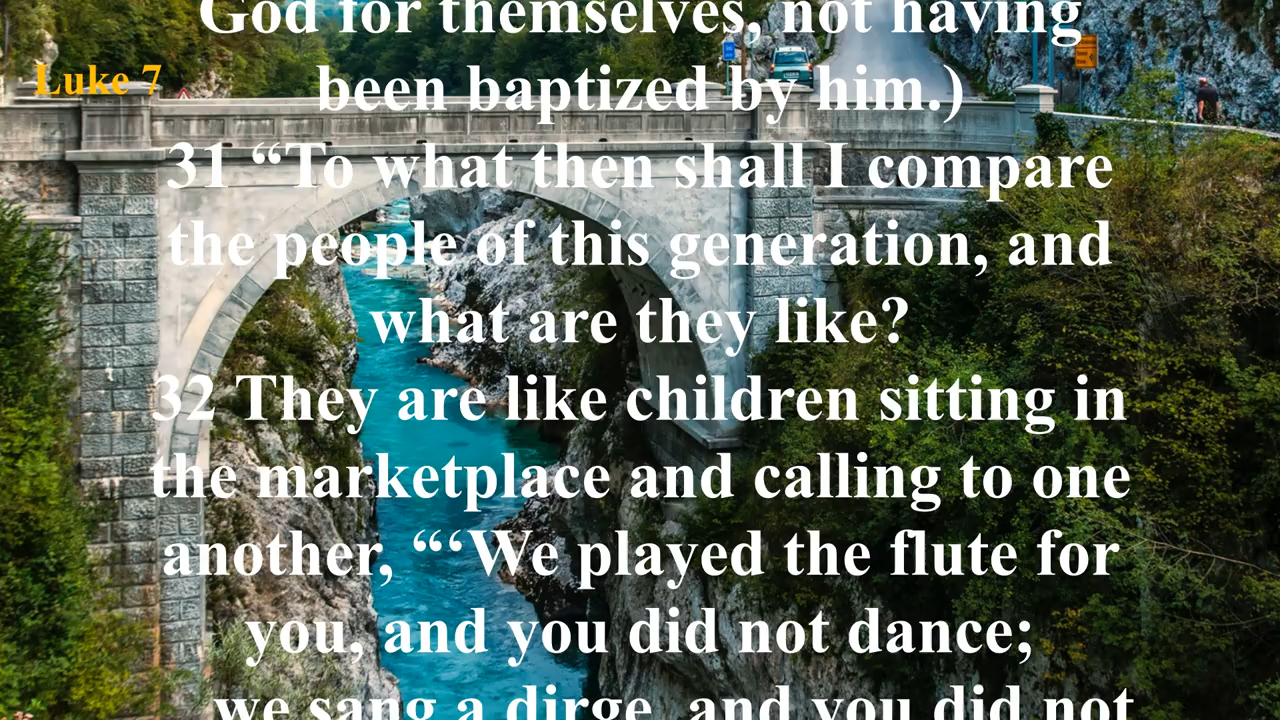 God for themselves, not having
Luke 7
been baptized by him.)
31 “To what then shall I compare
the people of this generation, and
what are they like?
32 They are like children sitting in
the marketplace and calling to one
another, “‘We played the flute for
you, and you did not dance;
we sang a dirge, and you did not